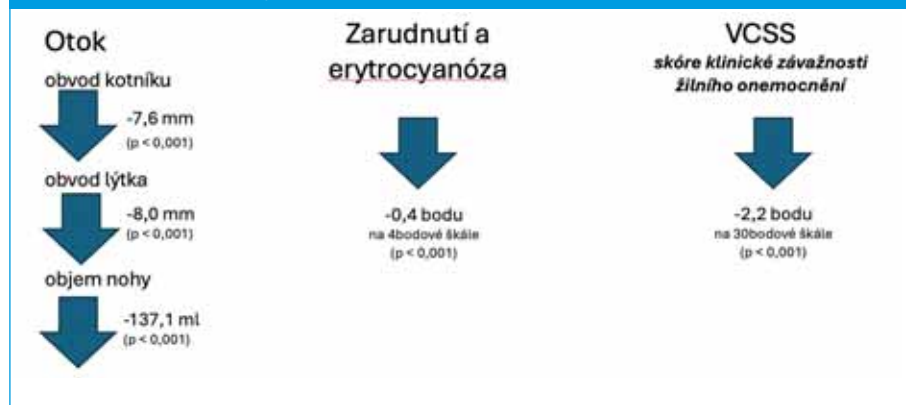 Otok
obvod kotníku
-7,6 mm
(p < 0,001)
obvod lýtka
-8,0 mm
(p < 0,001)
objem nohy
-137,1 ml
(p < 0,001)
Zarudnutí a
erytrocyanóza
-0,4 bodu
na 4bodové škále
(p < 0,001)
VCSS
skóre klinické závažnosti
žilního onemocnění
-2,2 bodu
na 30bodové škále
(p < 0,001)